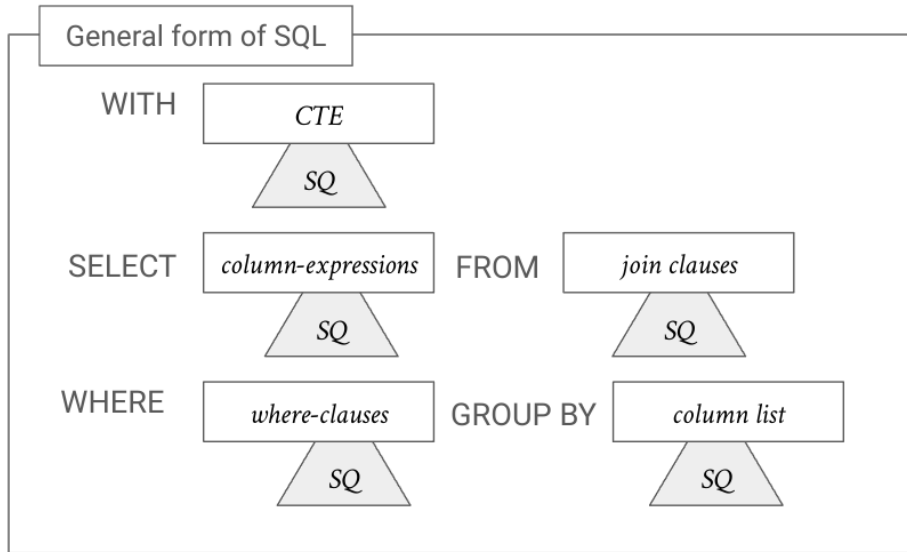 General form of SQL
WITH CTE
SQ
SELECT column-expressions FROM join clauses
SQ SQ
WHERE where-clauses GROUP BY column list
SQ SQ